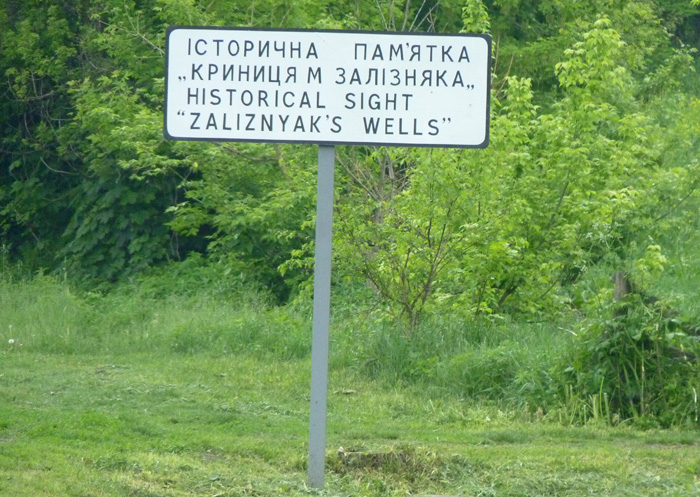 ІСТОРИЧНА ПАМ'ЯТКА
„КРИНИЦЯ М ЗАЛІЗНЯКА„
HISTORICAL SIGHT
“ZALIZNYAK'S WELLS”